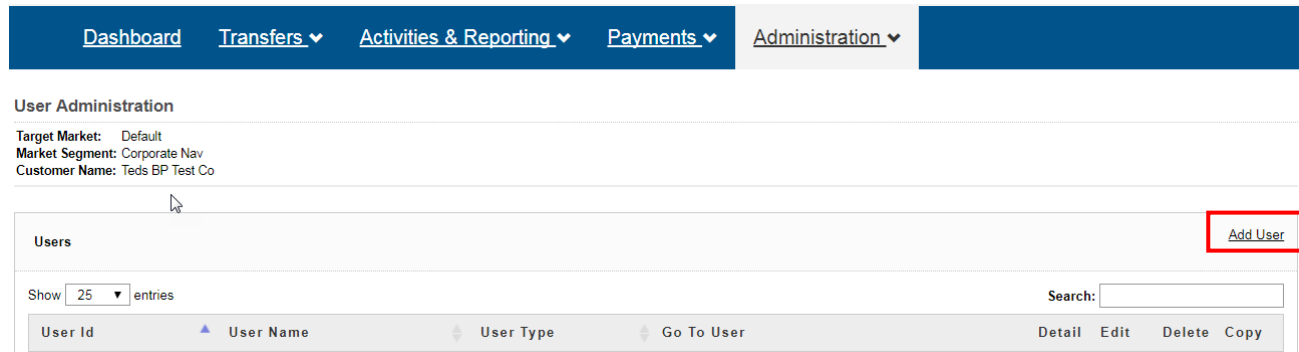 Dashboard Transfers Activities & Reporting Payments Administration
User Administration
Target Market: Default
Market Segment: Corporate Nav
Customer Name: Teds BP Test Co
Users Add User
Show 25 entries Search:
User Id User Name User Type Go To User Detail Edit Delete Copy